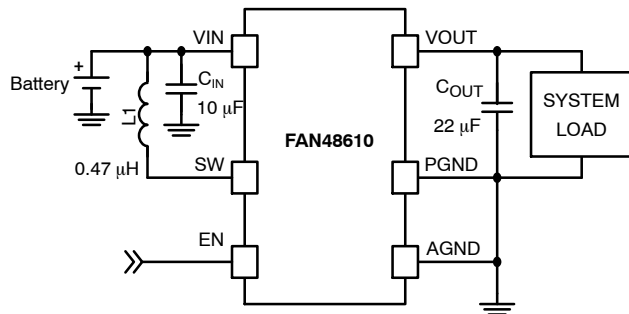 VIN
VOUT
+
Battery
CIN
10 μF
L1
0.47 μH
SW
EN
FAN48610
COUT
22 μF
SYSTEM
LOAD
PGND
AGND